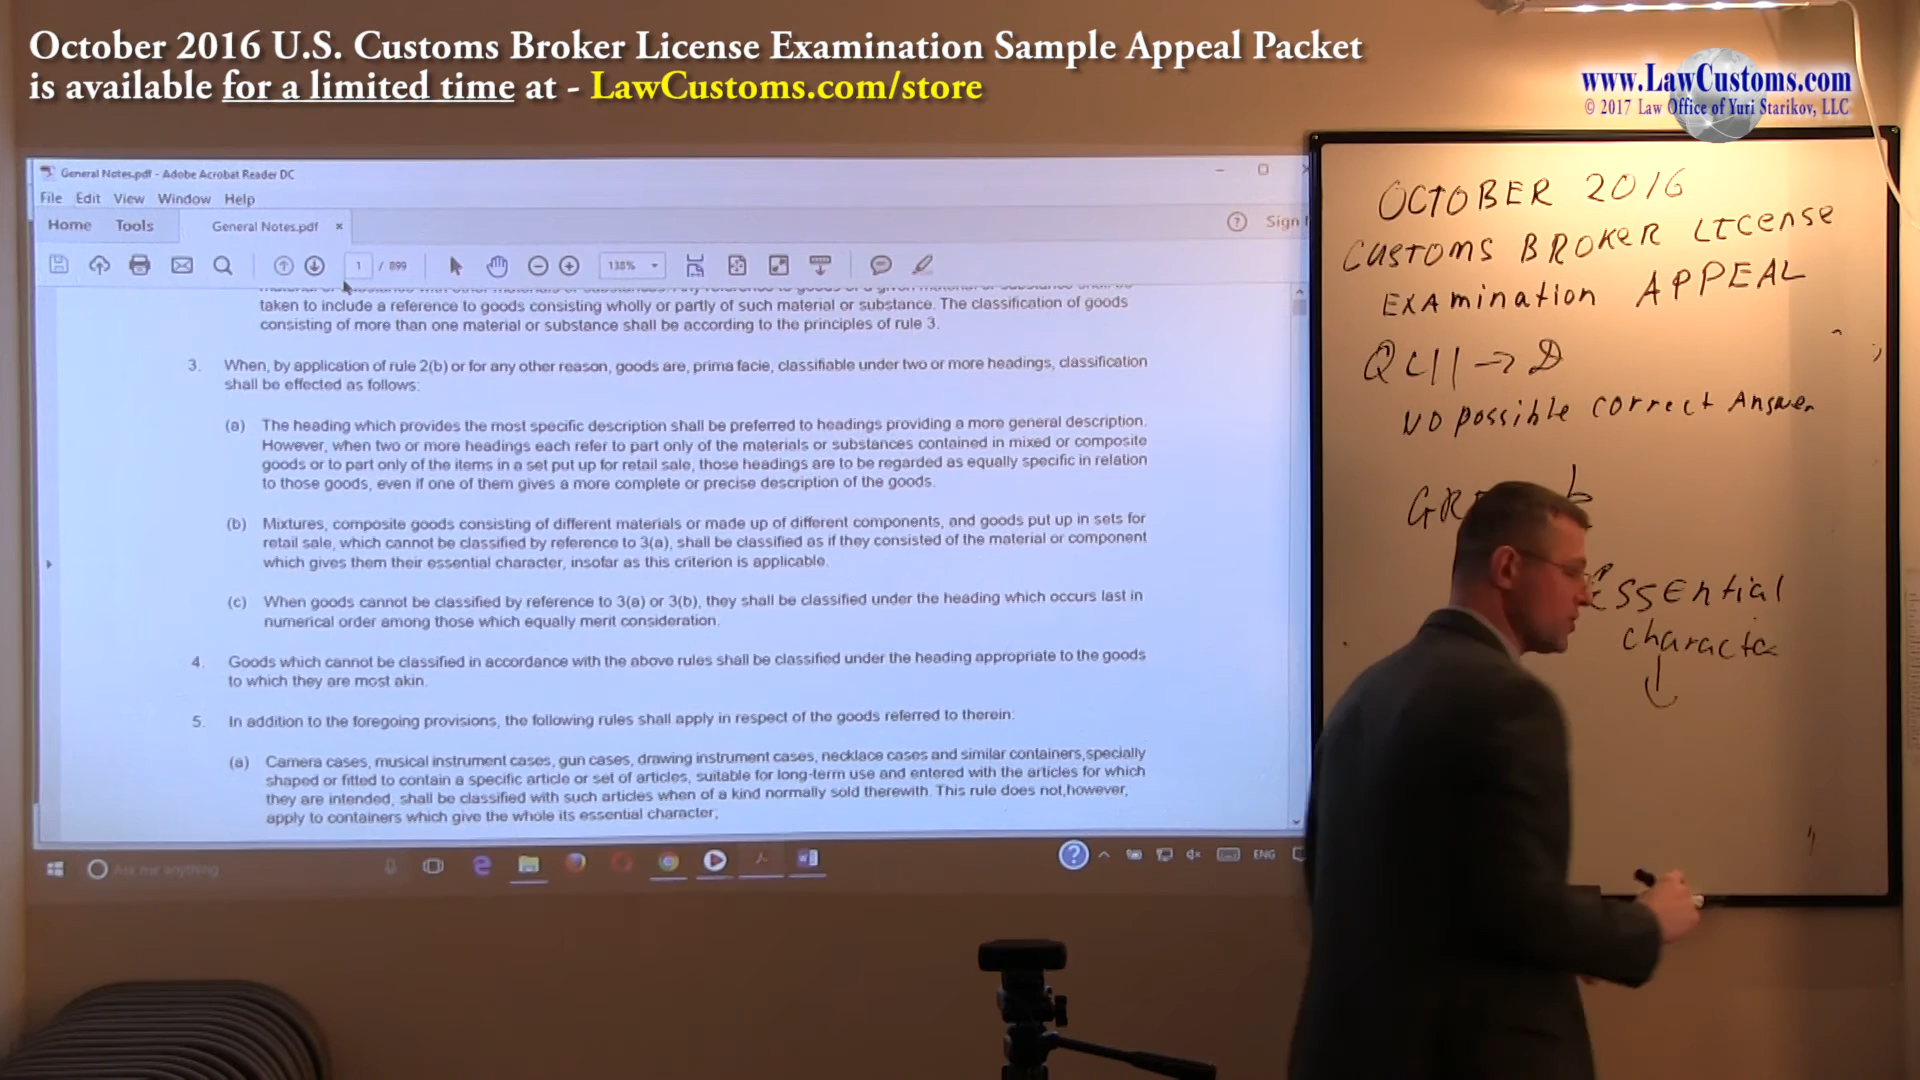 October 2016 U.S. Customs Broker License Examination Sample Appeal Packet
is available for a limited time at - LawCustoms.com/store
www.LawCustoms.com
© 2017 Law Office of Yuri Starikov, LLC
General Notes.pdf - Adobe Acrobat Reader DC
File Edit View Window Help
Home Tools General Notes.pdf × ? Sign
1 / 899 138%
taken to include a reference to goods consisting wholly or partly of such material or substance. The classification of goods
consisting of more than one material or substance shall be according to the principles of rule 3.
3. When, by application of rule 2(b) or for any other reason, goods are, prima facie, classifiable under two or more headings, classification
shall be effected as follows:
(a) The heading which provides the most specific description shall be preferred to headings providing a more general description.
However, when two or more headings each refer to part only of the materials or substances contained in mixed or composite
goods or to part only of the items in a set put up for retail sale, those headings are to be regarded as equally specific in relation
to those goods, even if one of them gives a more complete or precise description of the goods.
(b) Mixtures, composite goods consisting of different materials or made up of different components, and goods put up in sets for
retail sale, which cannot be classified by reference to 3(a), shall be classified as if they consisted of the material or component
which gives them their essential character, insofar as this criterion is applicable.
(c) When goods cannot be classified by reference to 3(a) or 3(b), they shall be classified under the heading which occurs last in
numerical order among those which equally merit consideration.
4. Goods which cannot be classified in accordance with the above rules shall be classified under the heading appropriate to the goods
to which they are most akin.
5. In addition to the foregoing provisions, the following rules shall apply in respect of the goods referred to therein:
(a) Camera cases, musical instrument cases, gun cases, drawing instrument cases, necklace cases and similar containers,specially
shaped or fitted to contain a specific article or set of articles, suitable for long-term use and entered with the articles for which
they are intended, shall be classified with such articles when of a kind normally sold therewith. This rule does not,however,
apply to containers which give the whole its essential character;
Ask me anything
? ENG
OCTOBER 2016
CUSTOMS BROKER LICense
EXAmination APPEAL
→ D
NO possible correct Answer
GR
Essential